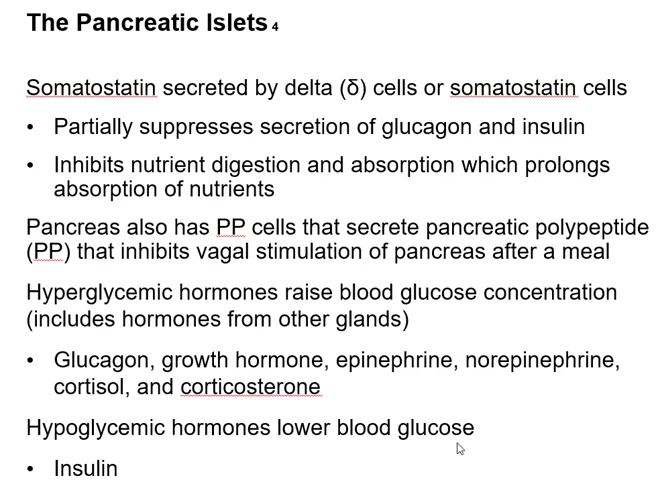 The Pancreatic Islets 4
Somatostatin secreted by delta (δ) cells or somatostatin cells
• Partially suppresses secretion of glucagon and insulin
• Inhibits nutrient digestion and absorption which prolongs
absorption of nutrients
Pancreas also has PP cells that secrete pancreatic polypeptide
(PP) that inhibits vagal stimulation of pancreas after a meal
Hyperglycemic hormones raise blood glucose concentration
(includes hormones from other glands)
• Glucagon, growth hormone, epinephrine, norepinephrine,
cortisol, and corticosterone
Hypoglycemic hormones lower blood glucose
• Insulin